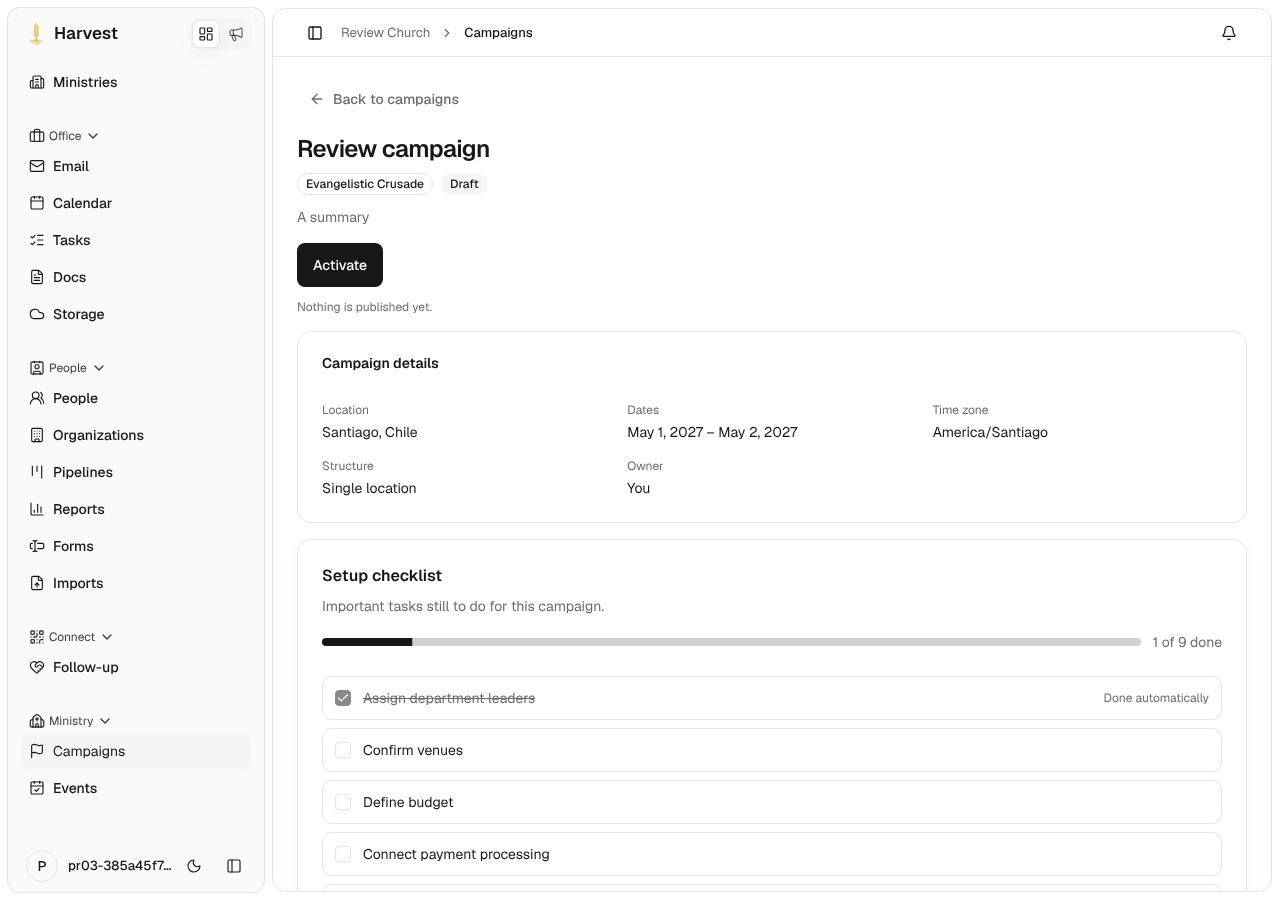 Harvest
Ministries
Office
Email
Calendar
Tasks
Docs
Storage
People
People
Organizations
Pipelines
Reports
Forms
Imports
Connect
Follow-up
Ministry
Campaigns
Events
P
pr03-385a45f7...
Review Church
Campaigns
Back to campaigns
Review campaign
Evangelistic Crusade
Draft
A summary
Activate
Nothing is published yet.
Campaign details
Location
Dates
Time zone
Santiago, Chile
May 1, 2027 – May 2, 2027
America/Santiago
Structure
Owner
Single location
You
Setup checklist
Important tasks still to do for this campaign.
1 of 9 done
Assign department leaders
Done automatically
Confirm venues
Define budget
Connect payment processing